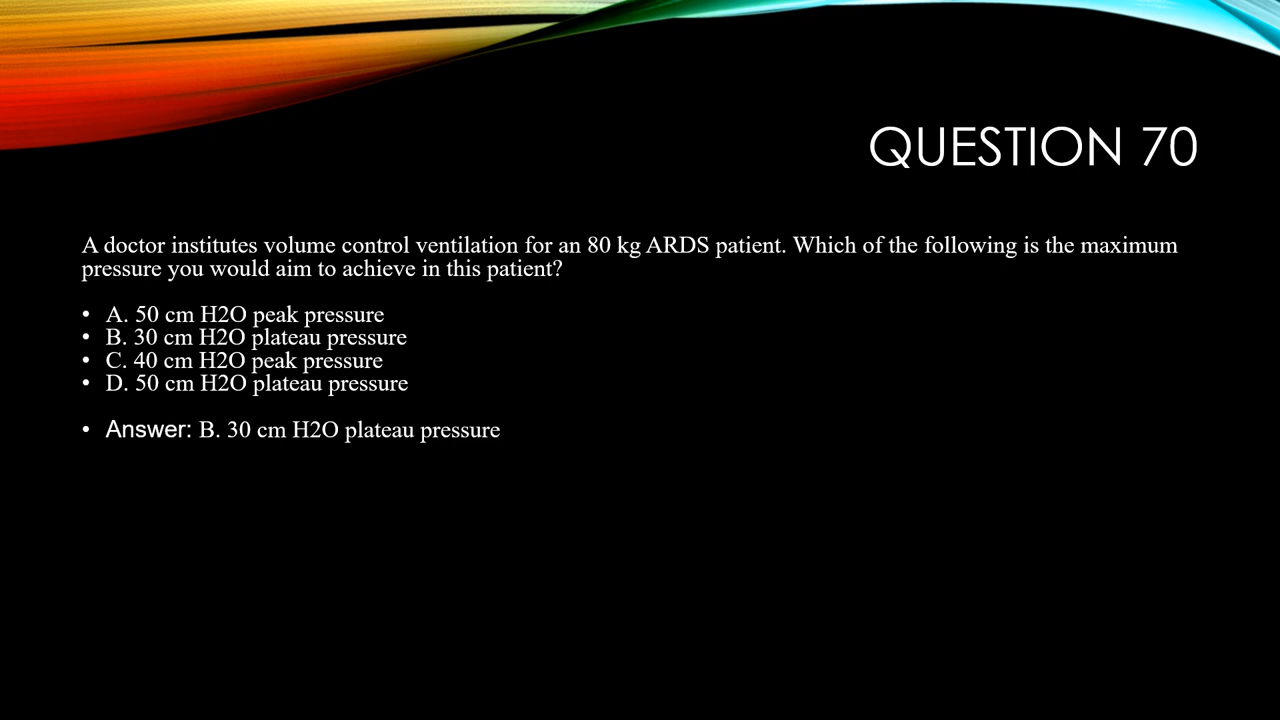 QUESTION 70
A doctor institutes volume control ventilation for an 80 kg ARDS patient. Which of the following is the maximum
pressure you would aim to achieve in this patient?
• A. 50 cm H2O peak pressure
• B. 30 cm H2O plateau pressure
• C. 40 cm H2O peak pressure
• D. 50 cm H2O plateau pressure
• Answer: B. 30 cm H2O plateau pressure